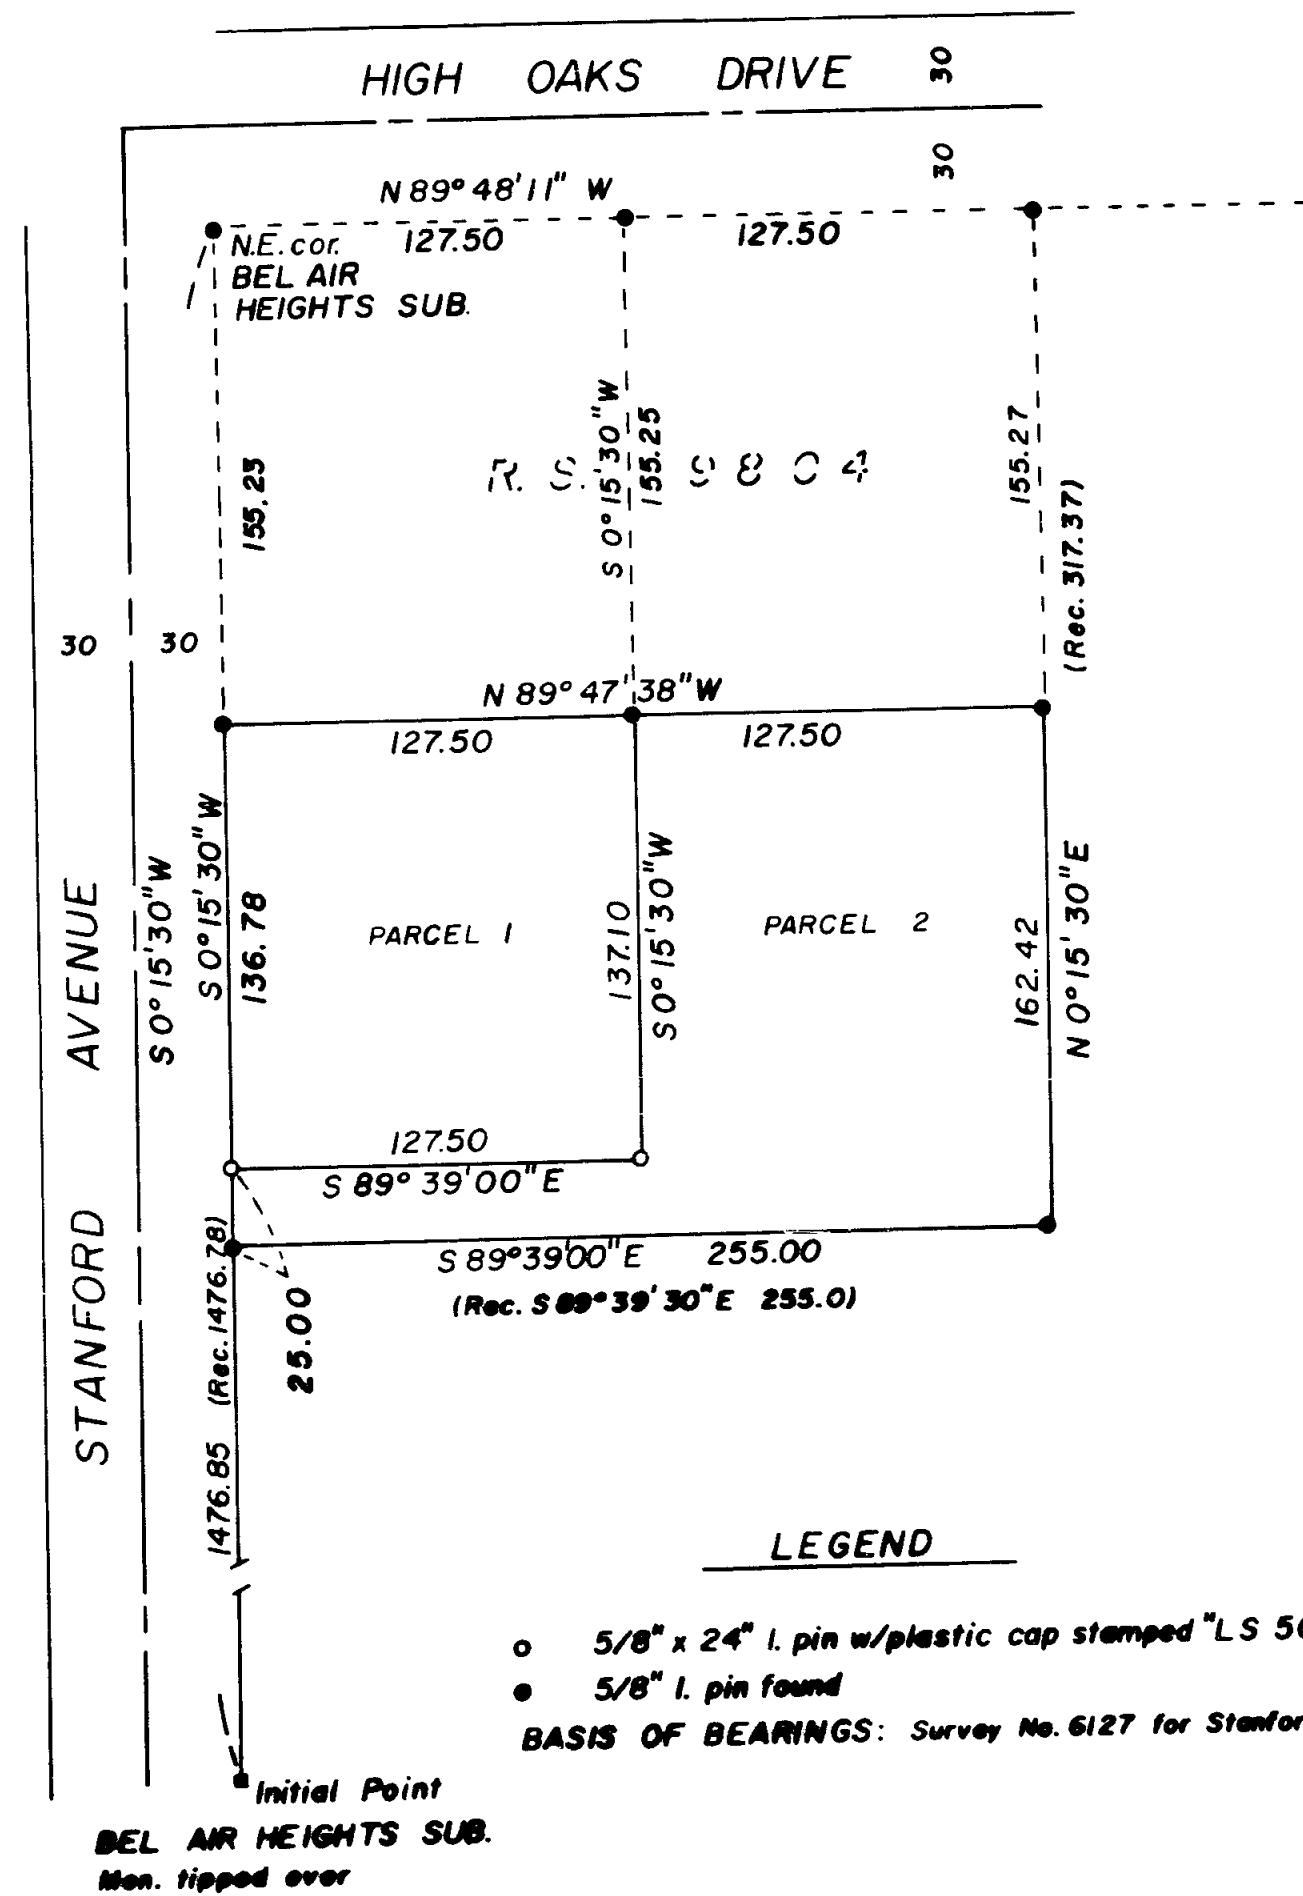 HIGH OAKS DRIVE
30
30
N 89° 48' 11" W
127.50
127.50
N.E. cor.
BEL AIR
HEIGHTS SUB.
155.23
S 0° 15' 30" W
155.25
R. S. 9804
155.27
(Rec. 317.37)
30
30
N 89° 47' 38" W
127.50
127.50
STANFORD AVENUE
S 0° 15' 30" W
S 0° 15' 30" W
136.78
PARCEL 1
137.10
S 0° 15' 30" W
PARCEL 2
162.42
N 0° 15' 30" E
127.50
S 89° 39' 00" E
S 89° 39' 00" E 255.00
(Rec. S 89° 39' 30" E 255.0)
25.00
1476.85 (Rec. 1476.78)
LEGEND
5/8" x 24" I. pin w/plastic cap stamped "LS
5/8" I. pin found
BASIS OF BEARINGS: Survey No. 6127 for Stanfor
Initial Point
BEL AIR HEIGHTS SUB.
Mon. tipped over